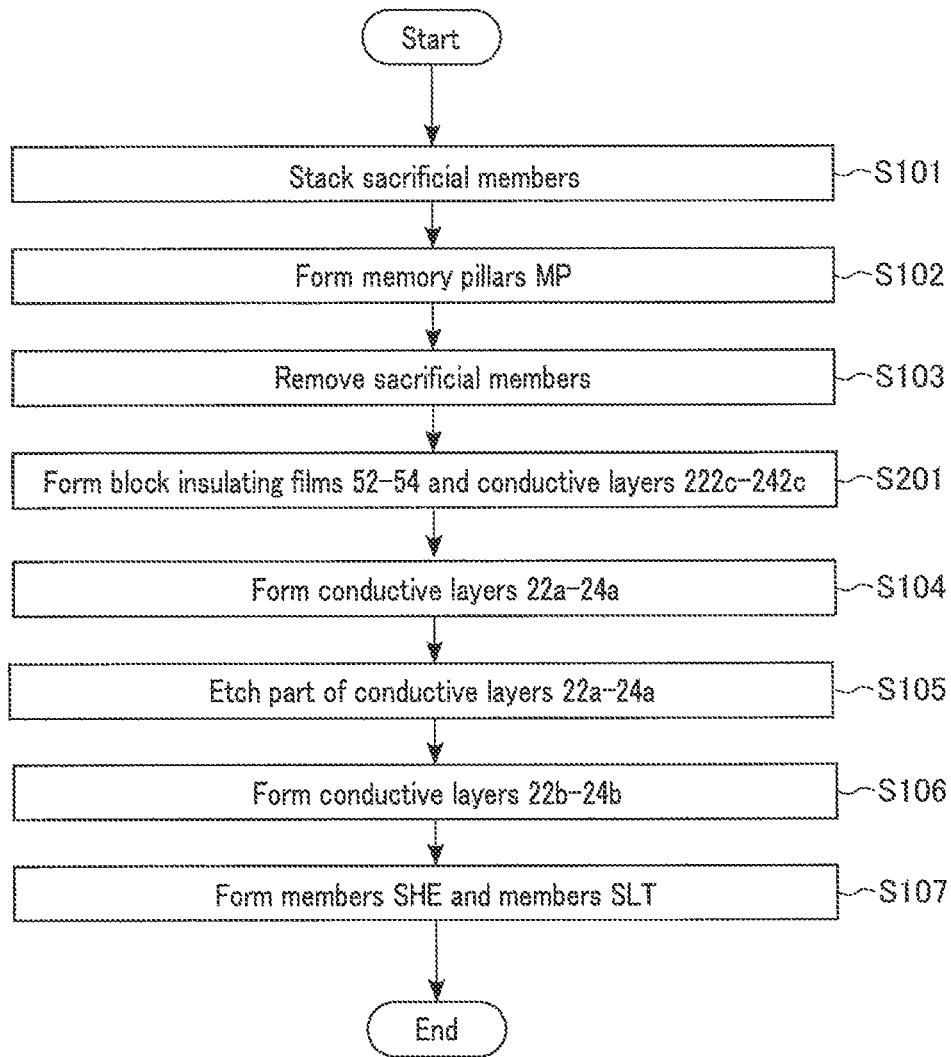 Start
Stack sacrificial members
S101
Form memory pillars MP
S102
Remove sacrificial members
S103
Form block insulating films 52-54 and conductive layers 222c-242c
S201
Form conductive layers 22a-24a
S104
Etch part of conductive layers 22a-24a
S105
Form conductive layers 22b-24b
S106
Form members SHE and members SLT
S107
End